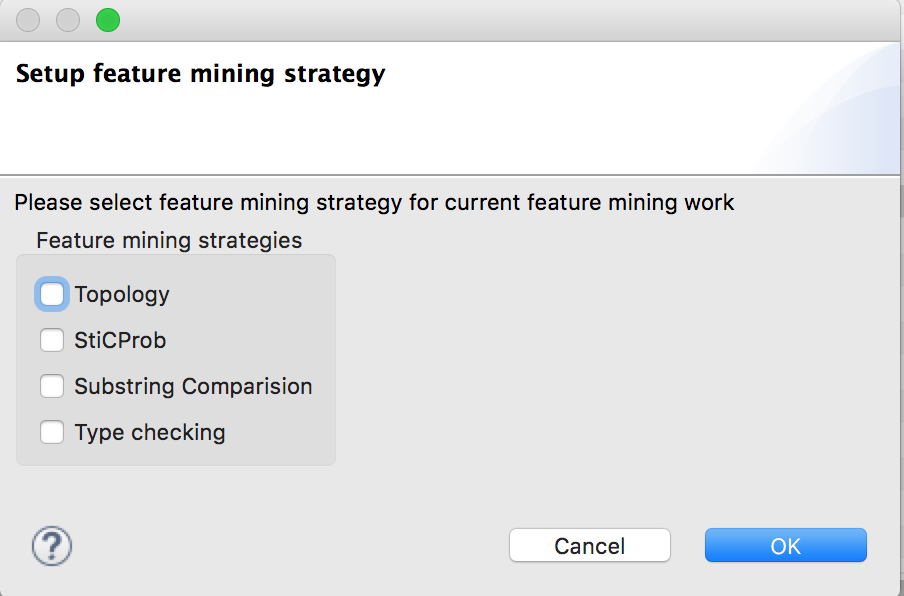 Setup feature mining strategy
Please select feature mining strategy for current feature mining work
Feature mining strategies
Topology
StiCProb
Substring Comparision
Type checking
?
Cancel
OK